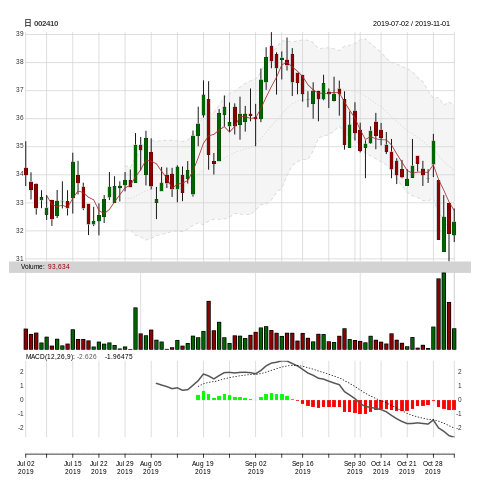 日 002410
2019-07-02 / 2019-11-01
39
38
37
36
35
34
33
32
31
Volume: 93,634
MACD(12,26,9): -2.626 -1.96475
2 2
1 1
0 0
-1 -1
-2 -2
Jul 02 Jul 15 Jul 22 Jul 29 Aug 05 Aug 19 Sep 02 Sep 16 Sep 30 Oct 14 Oct 21 Oct 28
2019 2019 2019 2019 2019 2019 2019 2019 2019 2019 2019 2019